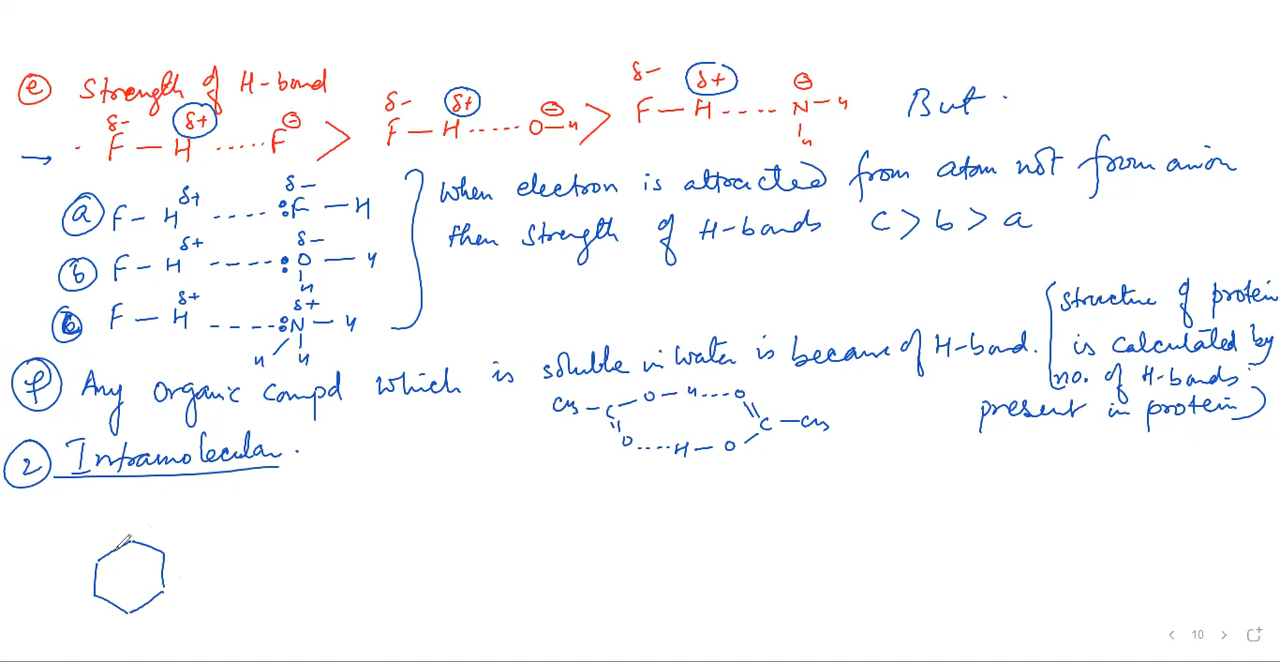 (e) Strength of H-bond
δ- δ+ ⊖ δ- δ+ ⊖ δ- δ+ ⊖
→ F — H ..... F > F — H ..... O — H > F — H .... N — H But
H
δ+ δ-
(a) F - H .... :F — H
δ+ δ-
(b) F - H .... :O — H
H
δ+ δ+
F — H .... :N — H
H H
When electron is attracted from atom not from anion
then strength of H-bonds c > b > a
(f) Any organic compd which is soluble in water is because of H-bond.
(structure of protein
is calculated by
no. of H-bonds
present in protein)
CH3 - C - O - H .... O = C - CH3
= O .... H - O -
(2) Intramolecular.
< 10 >